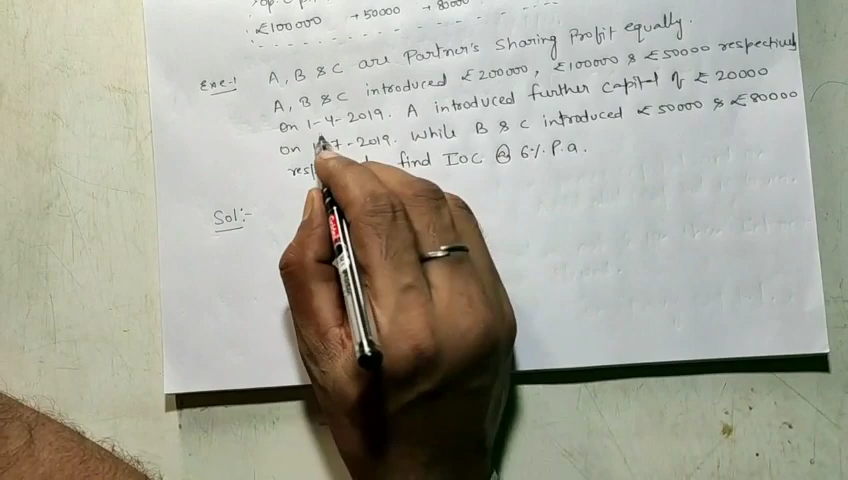 ₹100000 +50000 +80000
Exe:-1 A, B & C are Partner's Sharing Profit equally.
A, B & C introduced ₹200000, ₹100000 & ₹50000 respectively
on 1-4-2019. A introduced further capital of ₹20000
on 1-7-2019. While B & C introduced ₹50000 & ₹80000
find IOC @ 6% P.a.
Sol:-